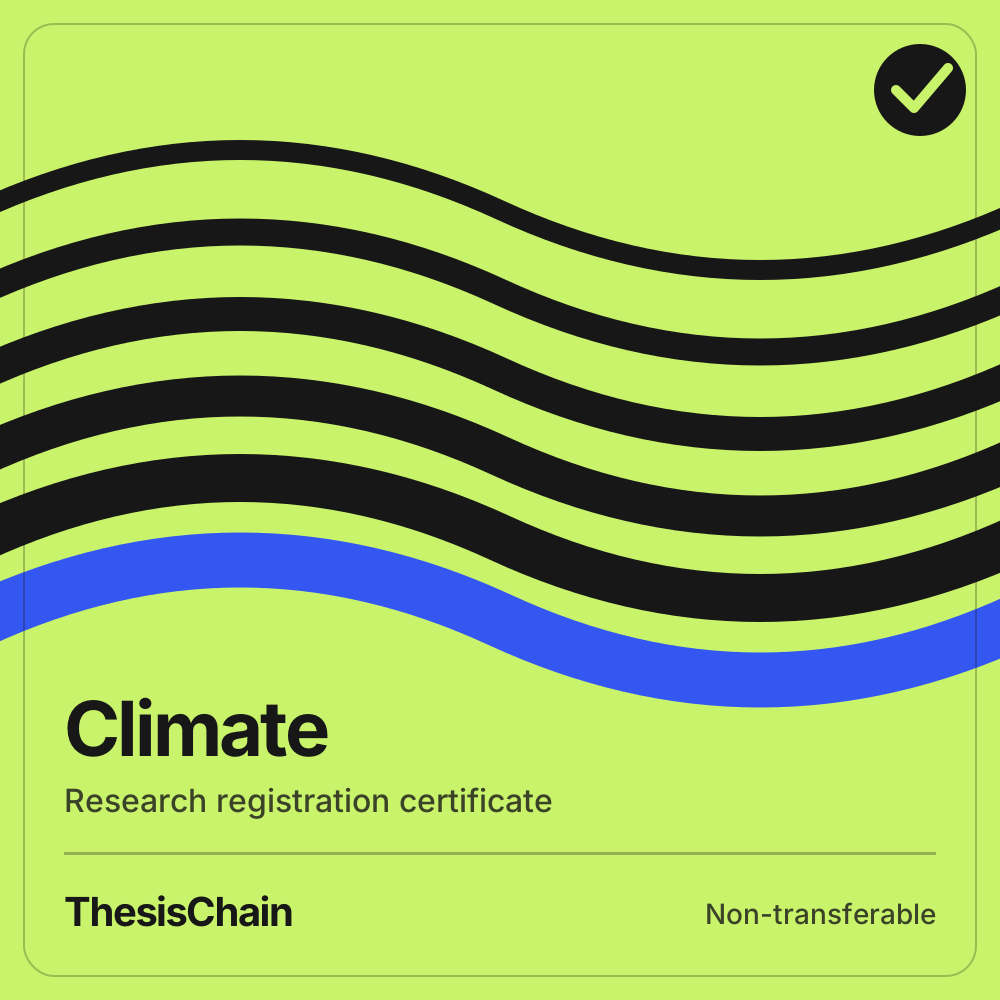 Climate
Research registration certificate
ThesisChain
Non-transferable